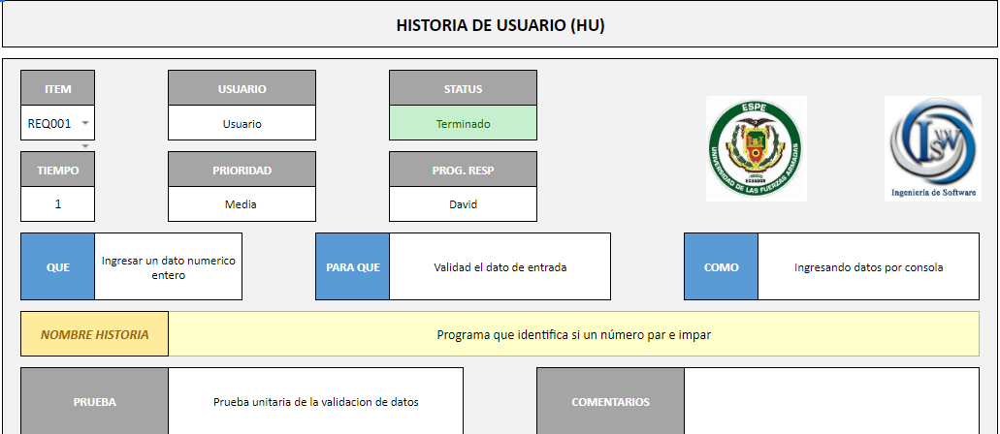 HISTORIA DE USUARIO (HU)
ITEM
USUARIO
STATUS
REQ001
Usuario
Terminado
TIEMPO
PRIORIDAD
PROG. RESP
1
Media
David
ESPE
UNIVERSIDAD DE LAS FUERZAS ARMADAS
ECUADOR
ISW
Ingeniería de Software
QUE
Ingresar un dato numerico
entero
PARA QUE
Validad el dato de entrada
COMO
Ingresando datos por consola
NOMBRE HISTORIA
Programa que identifica si un número par e impar
PRUEBA
Prueba unitaria de la validacion de datos
COMENTARIOS